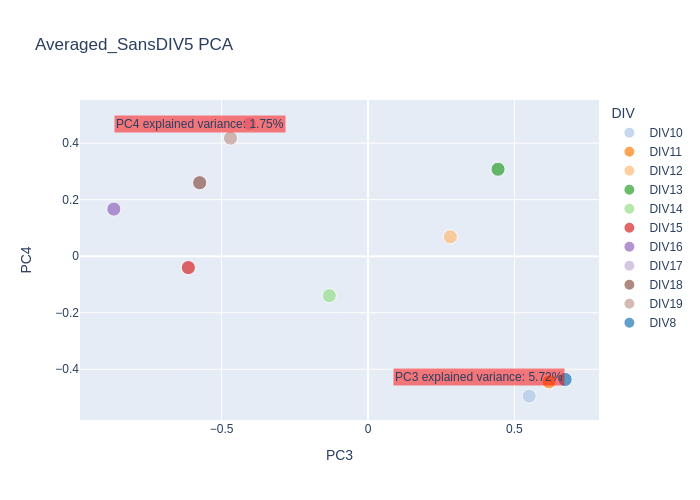 Averaged_SansDIV5 PCA
PC4 explained variance: 1.75%
PC3 explained variance: 5.72%
0.4
0.2
0
−0.2
−0.4
−0.5
0
0.5
PC3
PC4
DIV
DIV10
DIV11
DIV12
DIV13
DIV14
DIV15
DIV16
DIV17
DIV18
DIV19
DIV8